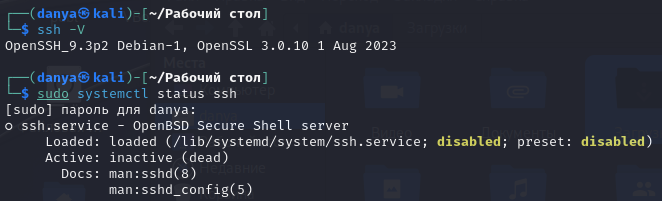 ┌──(danya㉿kali)-[~/Рабочий стол]
└─$ ssh -V
OpenSSH_9.3p2 Debian-1, OpenSSL 3.0.10 1 Aug 2023
┌──(danya㉿kali)-[~/Рабочий стол]
└─$ sudo systemctl status ssh
[sudo] пароль для danya:
○ ssh.service - OpenBSD Secure Shell server
Loaded: loaded (/lib/systemd/system/ssh.service; disabled; preset: disabled)
Active: inactive (dead)
Docs: man:sshd(8)
man:sshd_config(5)